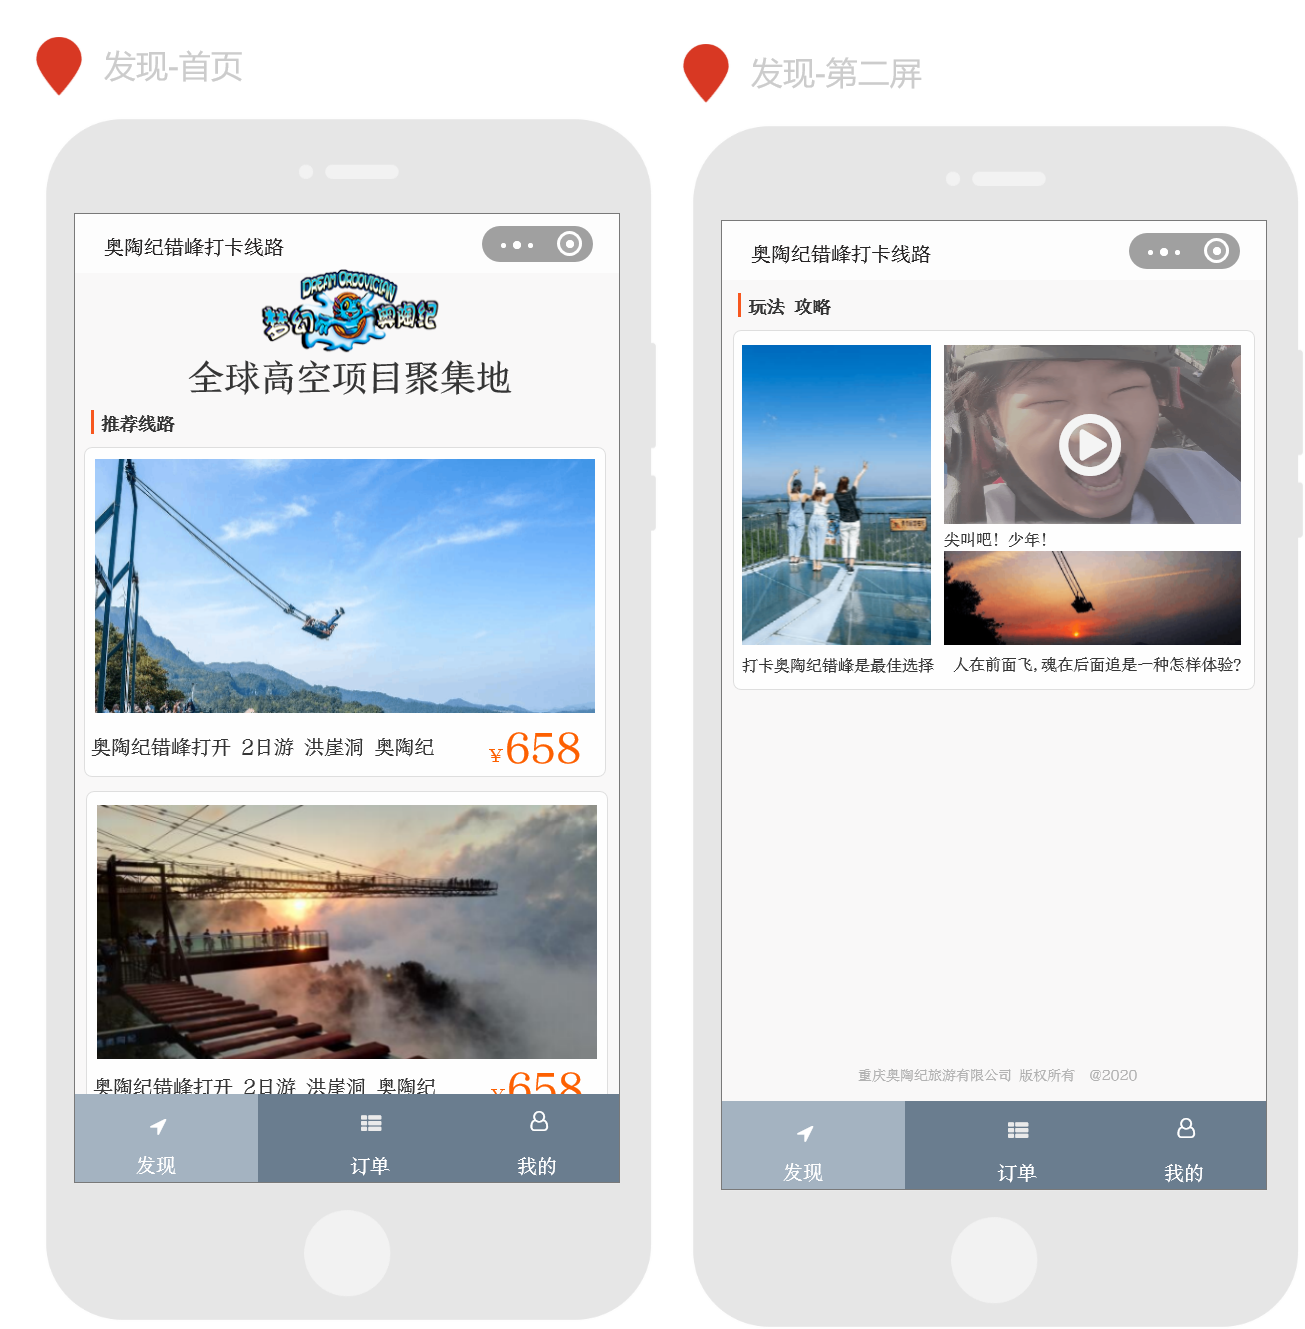 发现-首页
奥陶纪错峰打卡线路
DREAM ORDOVICIAN
梦幻奥陶纪
全球高空项目聚集地
推荐线路
奥陶纪错峰打开 2日游 洪崖洞 奥陶纪 ¥658
奥陶纪错峰打开 2日游 洪崖洞 奥陶纪 ¥658
发现 订单 我的
发现-第二屏
奥陶纪错峰打卡线路
玩法 攻略
尖叫吧！少年！
打卡奥陶纪错峰是最佳选择
人在前面飞,魂在后面追是一种怎样体验?
重庆奥陶纪旅游有限公司 版权所有 @2020
发现 订单 我的